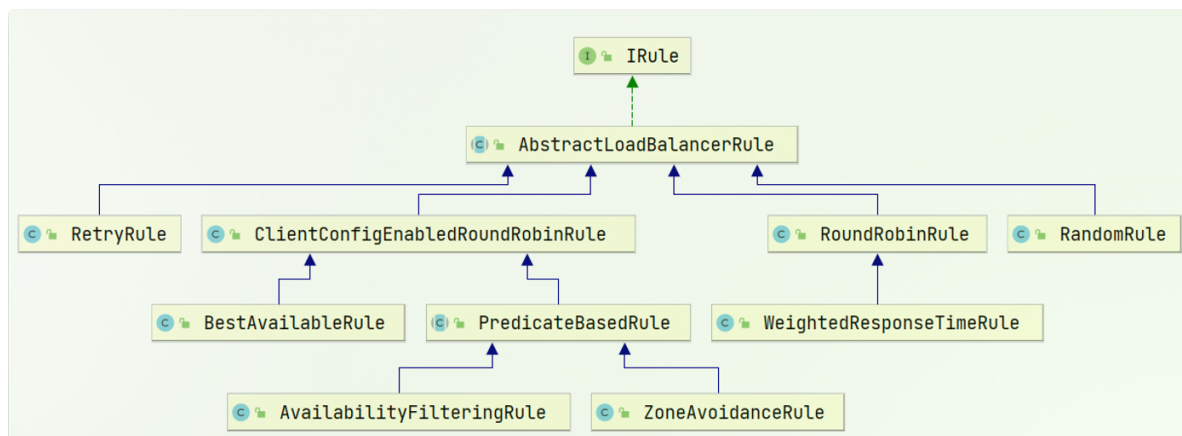 I IRule
C AbstractLoadBalancerRule
C RetryRule
C ClientConfigEnabledRoundRobinRule
C RoundRobinRule
C RandomRule
C BestAvailableRule
C PredicateBasedRule
C WeightedResponseTimeRule
C AvailabilityFilteringRule
C ZoneAvoidanceRule